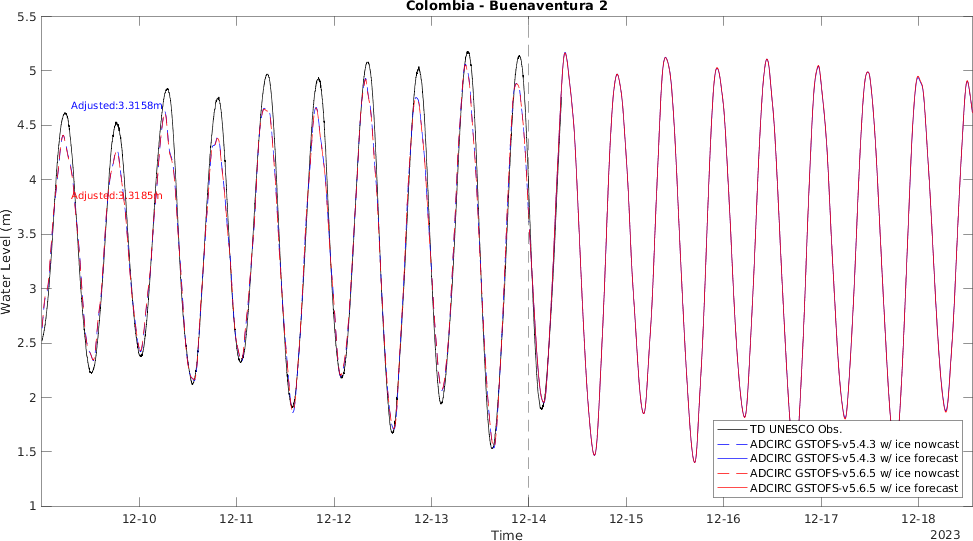 Colombia - Buenaventura 2
5.5
5
4.5
4
3.5
3
2.5
2
1.5
1
Water Level (m)
Adjusted:3.3158m
Adjusted:3.3185m
TD UNESCO Obs.
ADCIRC GSTOFS-v5.4.3 w/ ice nowcast
ADCIRC GSTOFS-v5.4.3 w/ ice forecast
ADCIRC GSTOFS-v5.6.5 w/ ice nowcast
ADCIRC GSTOFS-v5.6.5 w/ ice forecast
12-10
12-11
12-12
12-13
12-14
12-15
12-16
12-17
12-18
Time
2023